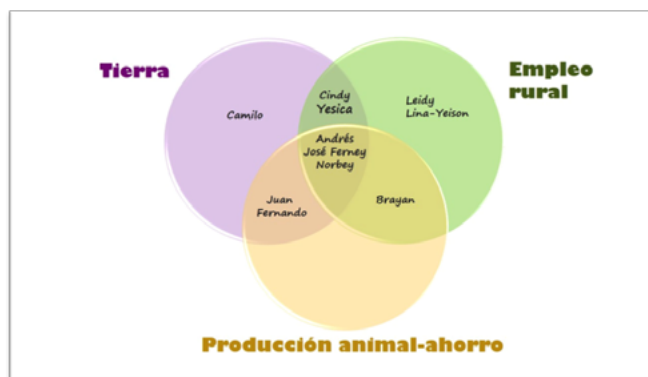 Tierra
Empleo
rural
Cindy
Yesica
Camilo
Leidy
Lina-Yeison
Andrés
José Ferney
Norbey
Juan
Fernando
Brayan
Producción animal-ahorro